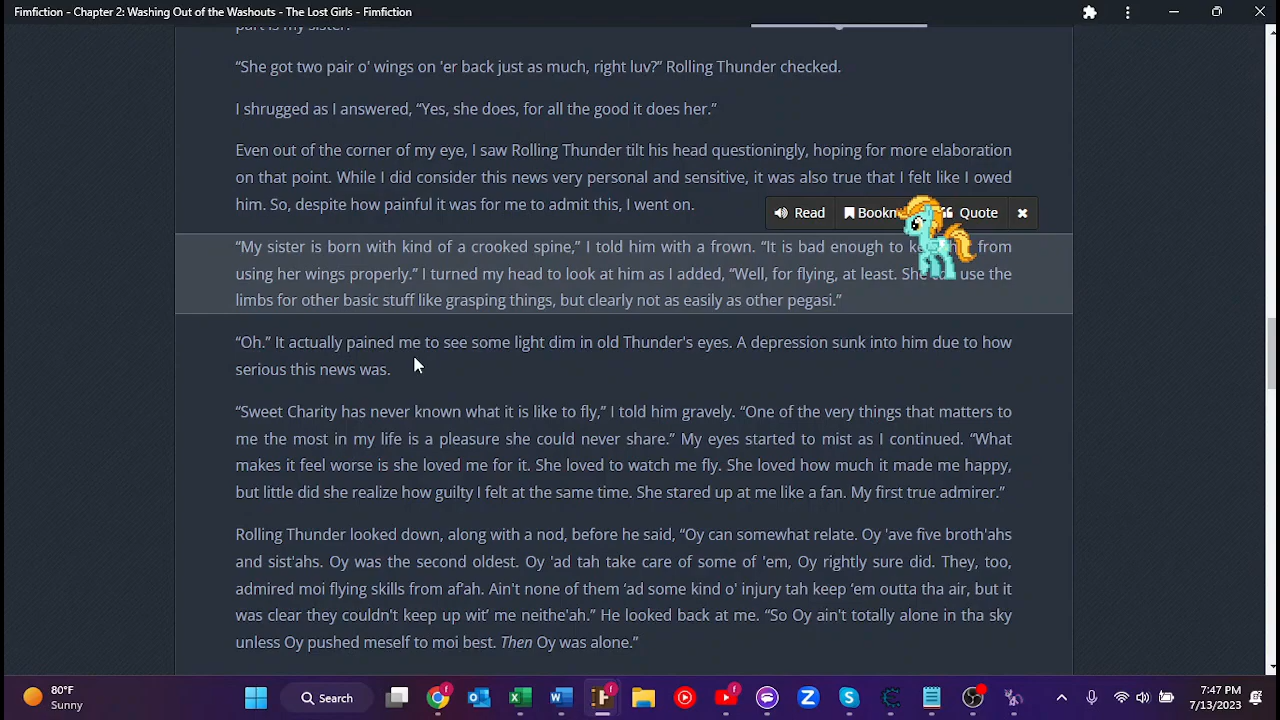 Fimfiction - Chapter 2: Washing Out of the Washouts - The Lost Girls - Fimfiction
part is my sister.”
“She got two pair o' wings on 'er back just as much, right luv?” Rolling Thunder checked.
I shrugged as I answered, “Yes, she does, for all the good it does her.”
Even out of the corner of my eye, I saw Rolling Thunder tilt his head questioningly, hoping for more elaboration
on that point. While I did consider this news very personal and sensitive, it was also true that I felt like I owed
him. So, despite how painful it was for me to admit this, I went on.
Read
Quote
“My sister is born with kind of a crooked spine,” I told him with a frown. “It is bad enough to from
using her wings properly.” I turned my head to look at him as I added, “Well, for flying, at least. She use the
limbs for other basic stuff like grasping things, but clearly not as easily as other pegasi.”
“Oh.” It actually pained me to see some light dim in old Thunder's eyes. A depression sunk into him due to how
serious this news was.
“Sweet Charity has never known what it is like to fly,” I told him gravely. “One of the very things that matters to
me the most in my life is a pleasure she could never share.” My eyes started to mist as I continued. “What
makes it feel worse is she loved me for it. She loved to watch me fly. She loved how much it made me happy,
but little did she realize how guilty I felt at the same time. She stared up at me like a fan. My first true admirer.”
Rolling Thunder looked down, along with a nod, before he said, “Oy can somewhat relate. Oy 'ave five broth'ahs
and sist'ahs. Oy was the second oldest. Oy 'ad tah take care of some of 'em, Oy rightly sure did. They, too,
admired moi flying skills from af'ah. Ain't none of them ‘ad some kind o’ injury tah keep ‘em outta tha air, but it
was clear they couldn't keep up wit’ me neithe'ah.” He looked back at me. “So Oy ain't totally alone in tha sky
unless Oy pushed meself to moi best. Then Oy was alone.”
80°F
Sunny
Search
7:47 PM
7/13/2023